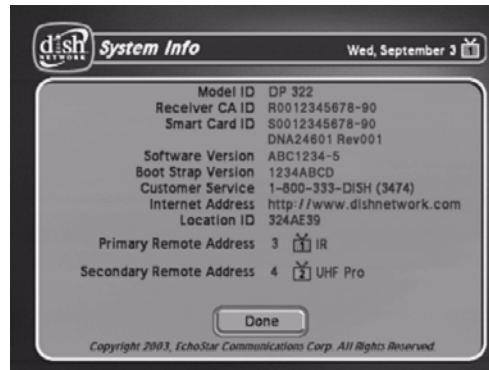 dish
NETWORK
System Info
Wed, September 3
1
Model ID DP 322
Receiver CA ID R0012345678-90
Smart Card ID S0012345678-90
DNA24601 Rev001
Software Version ABC1234-5
Boot Strap Version 1234ABCD
Customer Service 1-800-333-DISH (3474)
Internet Address http://www.dishnetwork.com
Location ID 324AE39
Primary Remote Address 3 1 IR
Secondary Remote Address 4 2 UHF Pro
Done
Copyright 2003, EchoStar Communications Corp. All Rights Reserved.